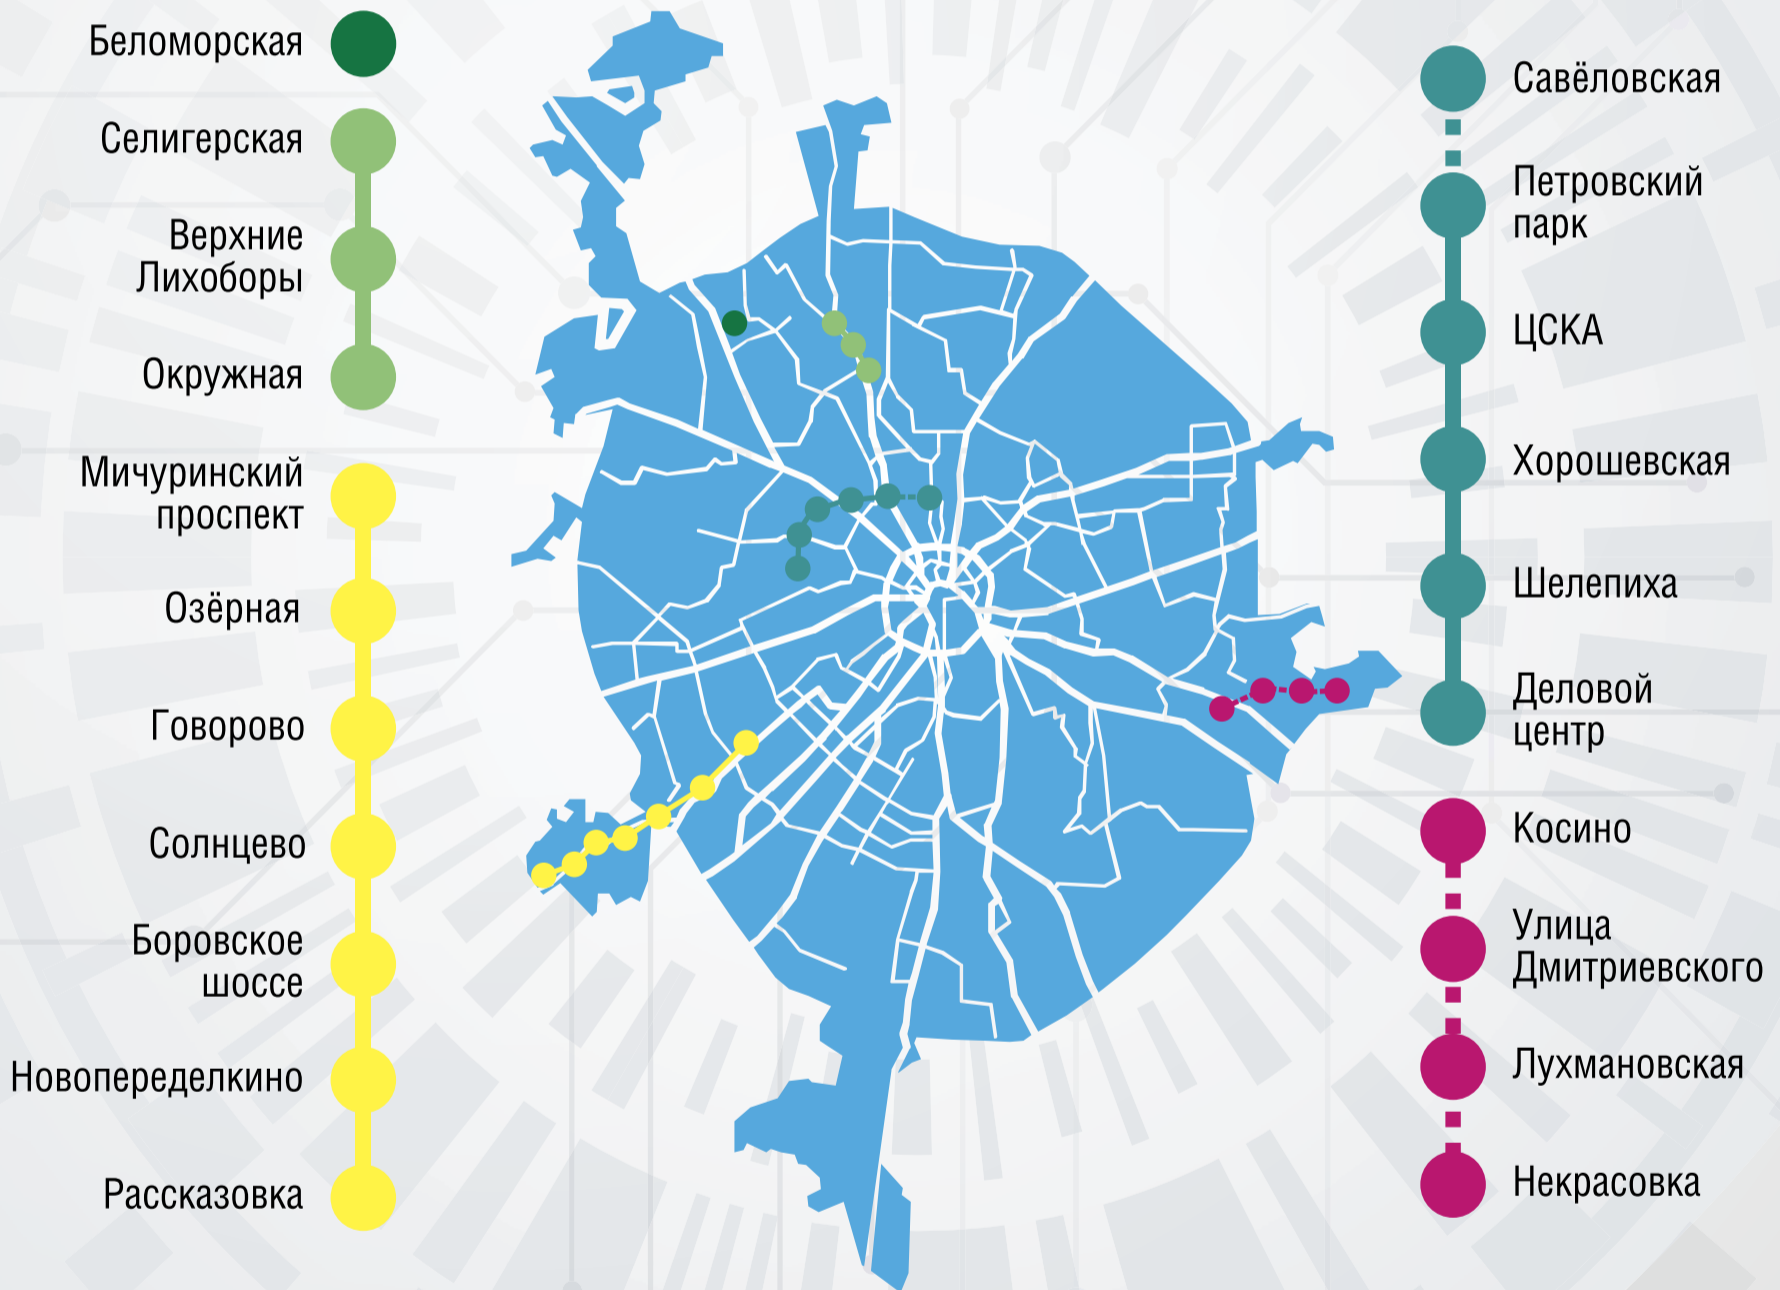 Беломорская
Селигерская
Верхние
Лихоборы
Окружная
Мичуринский
проспект
Озёрная
Говорово
Солнцево
Боровское
шоссе
Новопеределкино
Рассказовка
Савёловская
Петровский
парк
ЦСКА
Хорошевская
Шелепиха
Деловой
центр
Косино
Улица
Дмитриевского
Лухмановская
Некрасовка